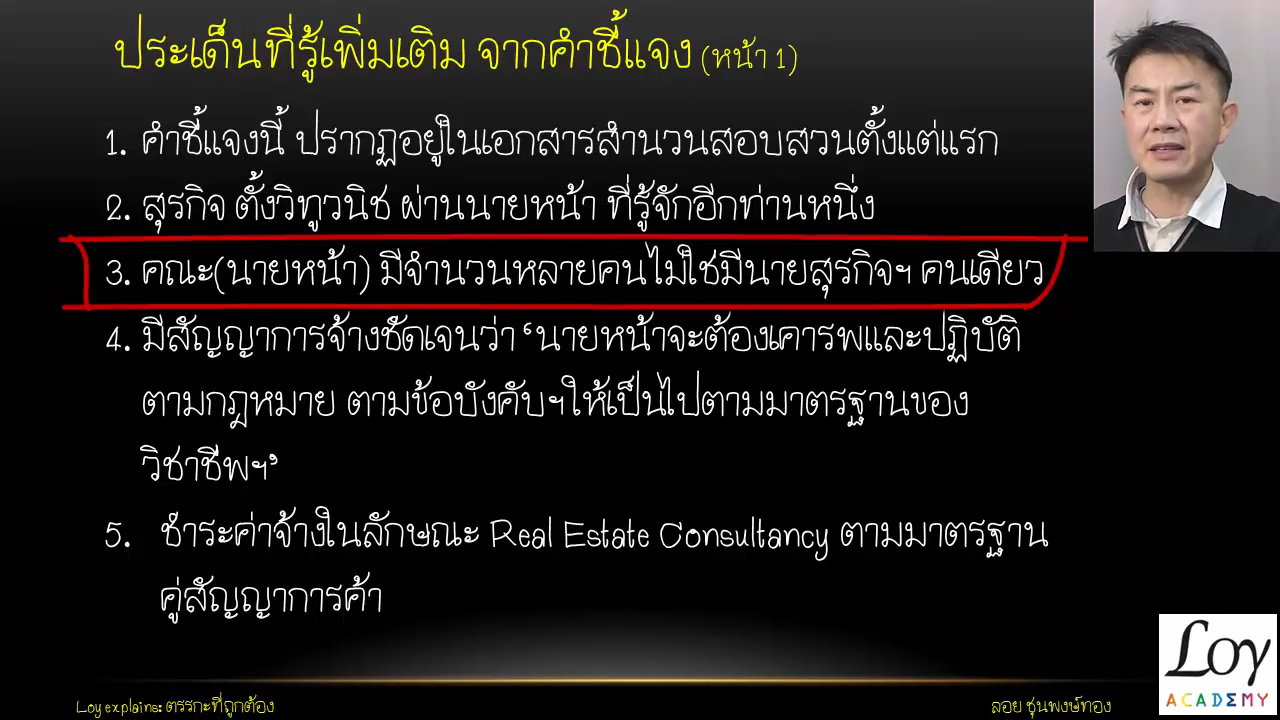 ประเด็นที่รู้เพิ่มเติม จากคำชี้แจง (หน้า 1)
1. คำชี้แจงนี้ ปรากฏอยู่ในเอกสารสำนวนสอบสวนตั้งแต่แรก
2. สุรกิจ ตั้งวิทูวนิช ผ่านนายหน้า ที่รู้จักอีกท่านหนึ่ง
3. คณะ(นายหน้า) มีจำนวนหลายคนไม่ใช่มีนายสุรกิจฯ คนเดียว
4. มีสัญญาการจ้างชัดเจนว่า ‘นายหน้าจะต้องเคารพและปฏิบัติ
ตามกฎหมาย ตามข้อบังคับฯให้เป็นไปตามมาตรฐานของ
วิชาชีพฯ’
5. ชำระค่าจ้างในลักษณะ Real Estate Consultancy ตามมาตรฐาน
คู่สัญญาการค้า
Loy explains: ตรรกะที่ถูกต้อง
ลอย ชุนพงษ์ทอง
Loy
ACADEMY